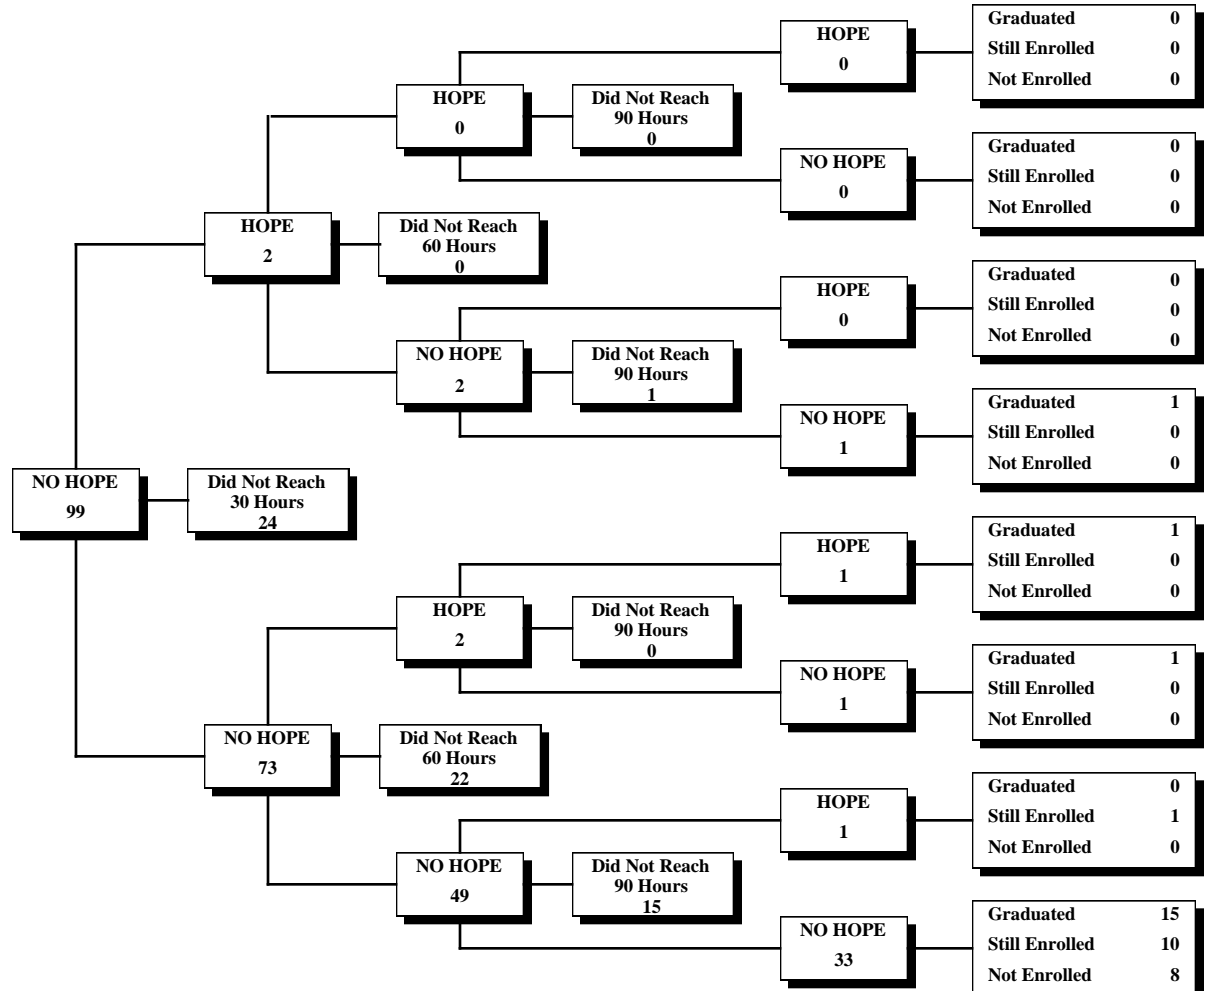 HOPE
0
Graduated 0
Still Enrolled 0
Not Enrolled 0
HOPE
0
Did Not Reach
90 Hours
0
NO HOPE
0
Graduated 0
Still Enrolled 0
Not Enrolled 0
HOPE
2
Did Not Reach
60 Hours
0
HOPE
0
Graduated 0
Still Enrolled 0
Not Enrolled 0
NO HOPE
2
Did Not Reach
90 Hours
1
NO HOPE
1
Graduated 1
Still Enrolled 0
Not Enrolled 0
NO HOPE
99
Did Not Reach
30 Hours
24
HOPE
1
Graduated 1
Still Enrolled 0
Not Enrolled 0
HOPE
2
Did Not Reach
90 Hours
0
NO HOPE
1
Graduated 1
Still Enrolled 0
Not Enrolled 0
NO HOPE
73
Did Not Reach
60 Hours
22
HOPE
1
Graduated 0
Still Enrolled 1
Not Enrolled 0
NO HOPE
49
Did Not Reach
90 Hours
15
NO HOPE
33
Graduated 15
Still Enrolled 10
Not Enrolled 8